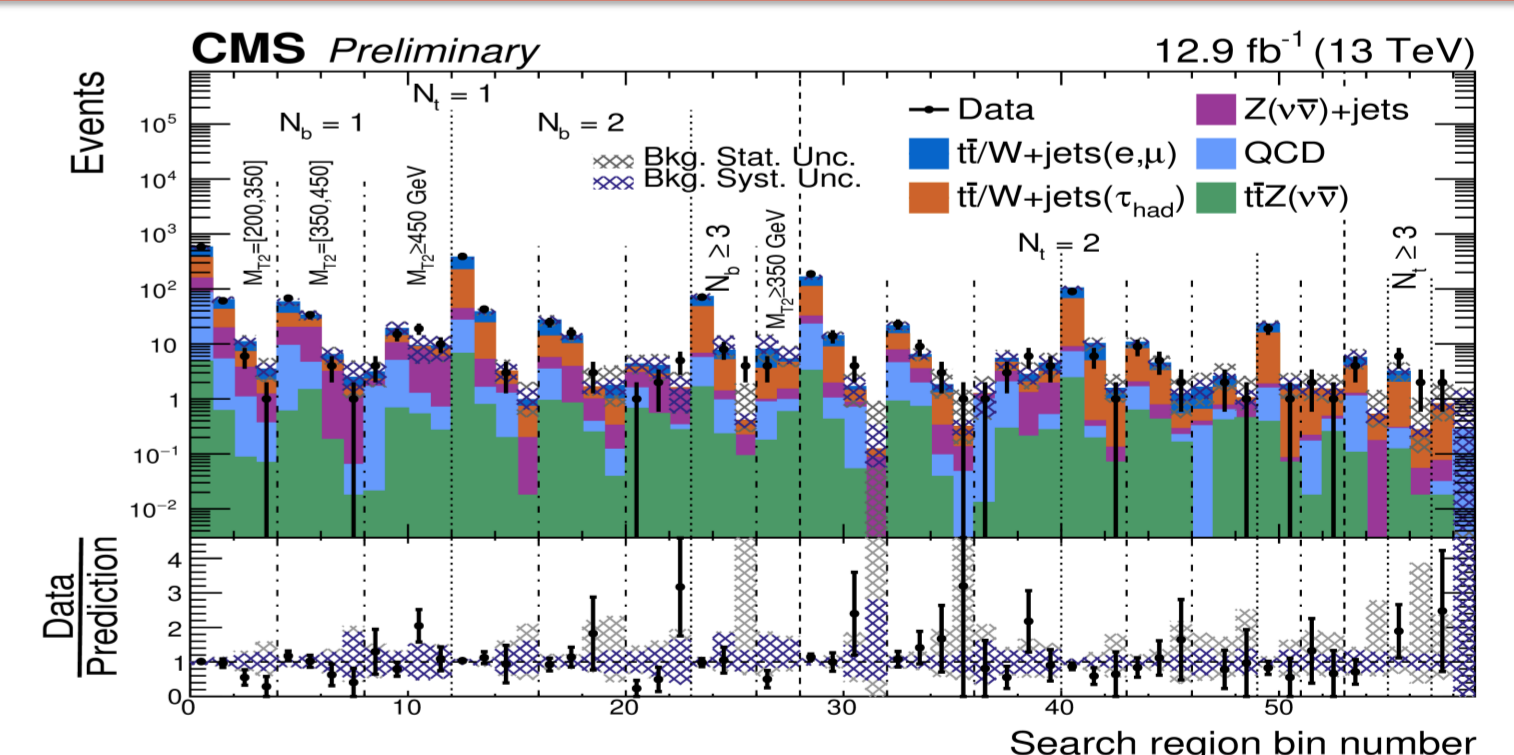 CMS Preliminary 12.9 fb⁻¹ (13 TeV)
Events
10⁵
10⁴
10³
10²
10
1
10⁻¹
10⁻²
N_t = 1
N_b = 1
N_b = 2
M_T2=[200,350]
M_T2=[350,450]
M_T2≥450 GeV
N_b ≥ 3
M_T2≥350 GeV
N_t = 2
N_t ≥ 3
Bkg. Stat. Unc.
Bkg. Syst. Unc.
Data
tt̄/W+jets(e,μ)
tt̄/W+jets(τ_had)
Z(νν̄)+jets
QCD
tt̄Z(νν̄)
Data
Prediction
4
3
2
1
0
0 10 20 30 40 50
Search region bin number